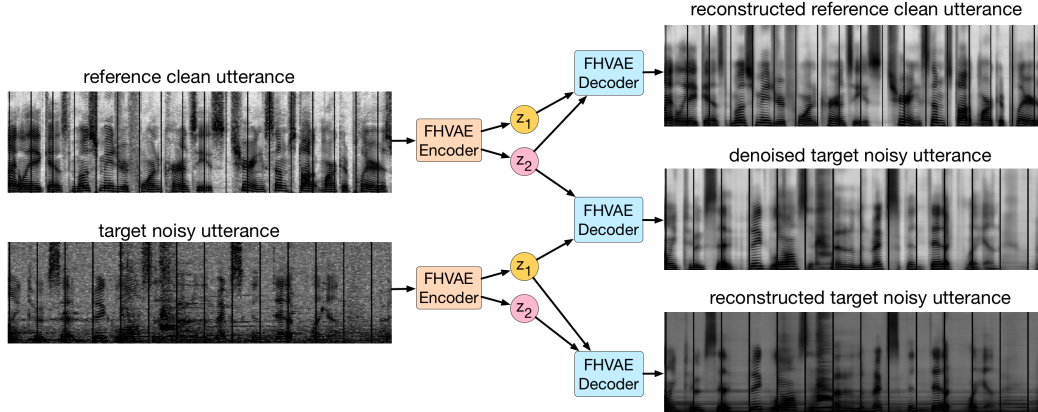 reconstructed reference clean utterance
reference clean utterance
FHVAE
Decoder
z1
FHVAE
Encoder
z2
denoised target noisy utterance
FHVAE
Decoder
target noisy utterance
z1
FHVAE
Encoder
z2
reconstructed target noisy utterance
FHVAE
Decoder